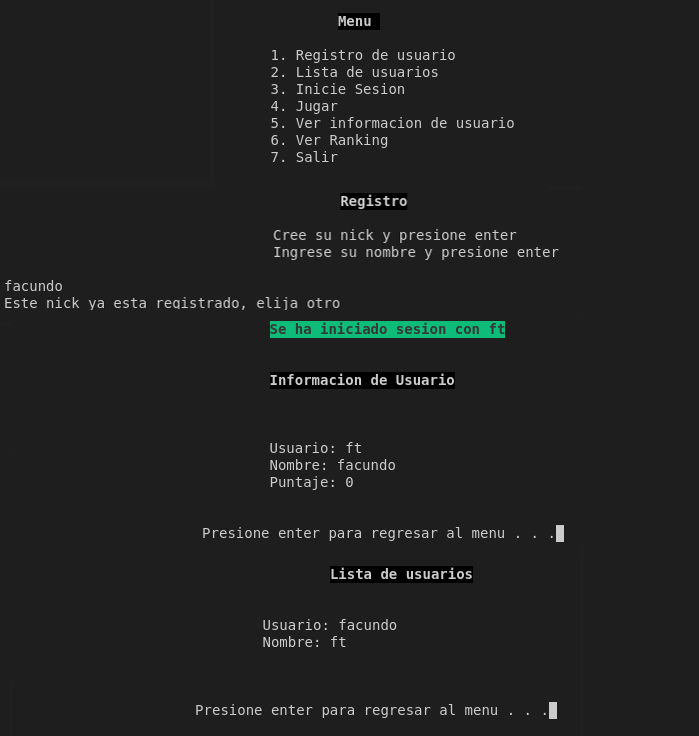 Menu
1. Registro de usuario
2. Lista de usuarios
3. Inicie Sesion
4. Jugar
5. Ver informacion de usuario
6. Ver Ranking
7. Salir
Registro
Cree su nick y presione enter
Ingrese su nombre y presione enter
facundo
Este nick ya esta registrado, elija otro
Se ha iniciado sesion con ft
Informacion de Usuario
Usuario: ft
Nombre: facundo
Puntaje: 0
Presione enter para regresar al menu . . .
Lista de usuarios
Usuario: facundo
Nombre: ft
Presione enter para regresar al menu . . .